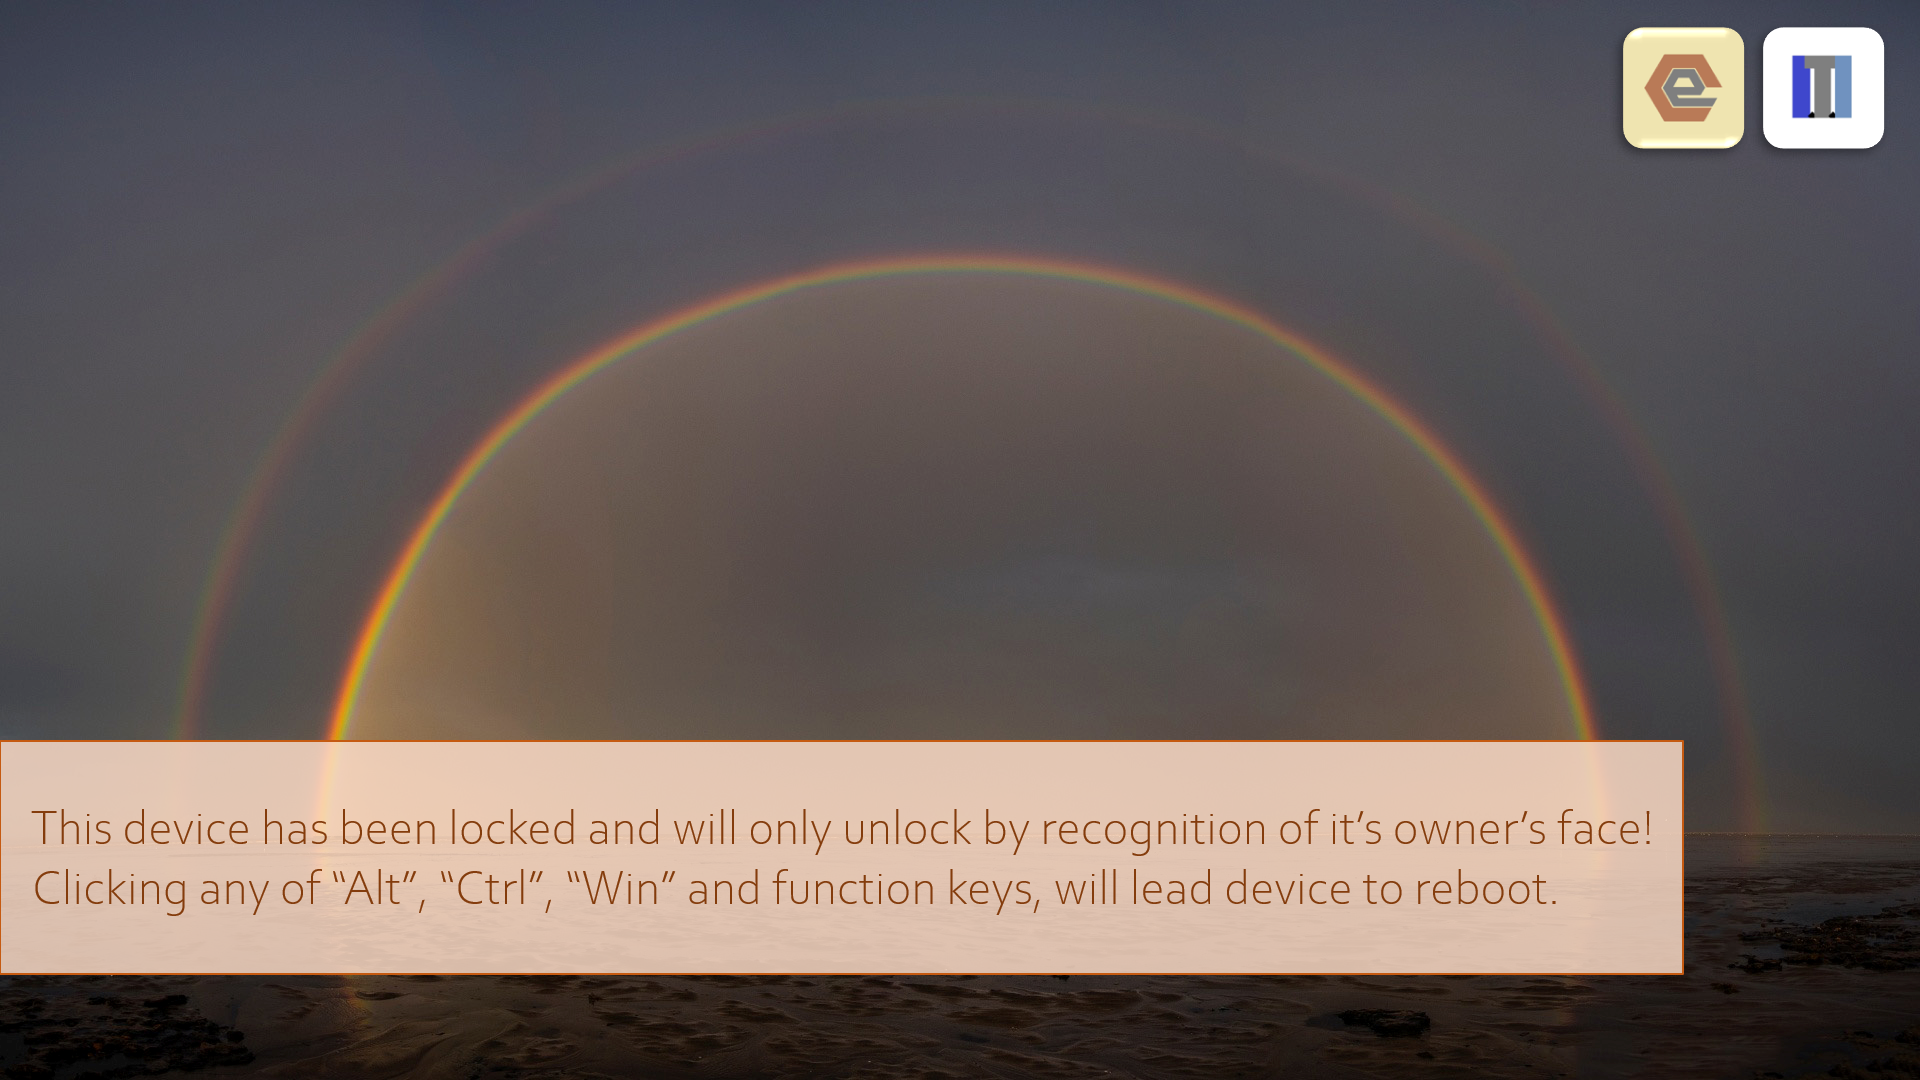 This device has been locked and will only unlock by recognition of it’s owner’s face!
Clicking any of “Alt”, “Ctrl”, “Win” and function keys, will lead device to reboot.